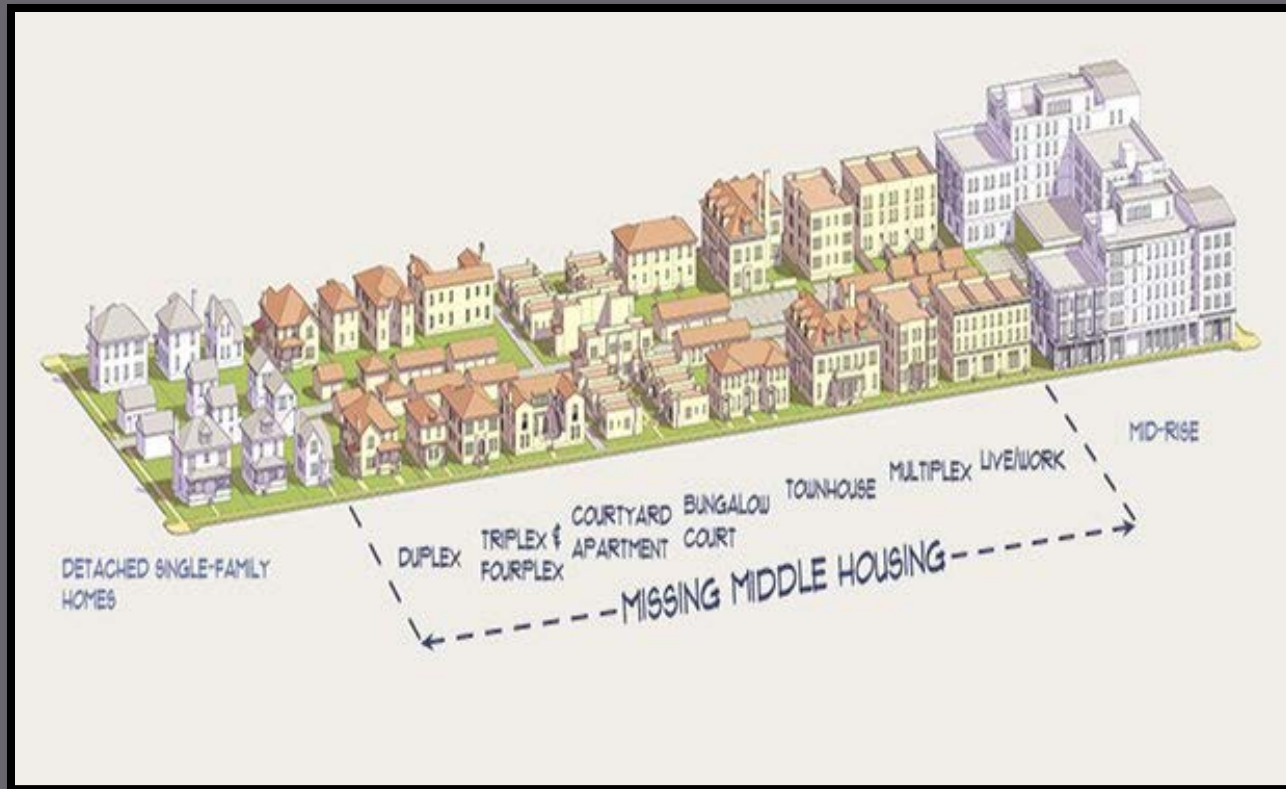 DETACHED SINGLE-FAMILY
HOMES
DUPLEX
TRIPLEX &
FOURPLEX
COURTYARD
APARTMENT
BUNGALOW
COURT
TOWNHOUSE
MULTIPLEX
LIVE/WORK
MID-RISE
MISSING MIDDLE HOUSING